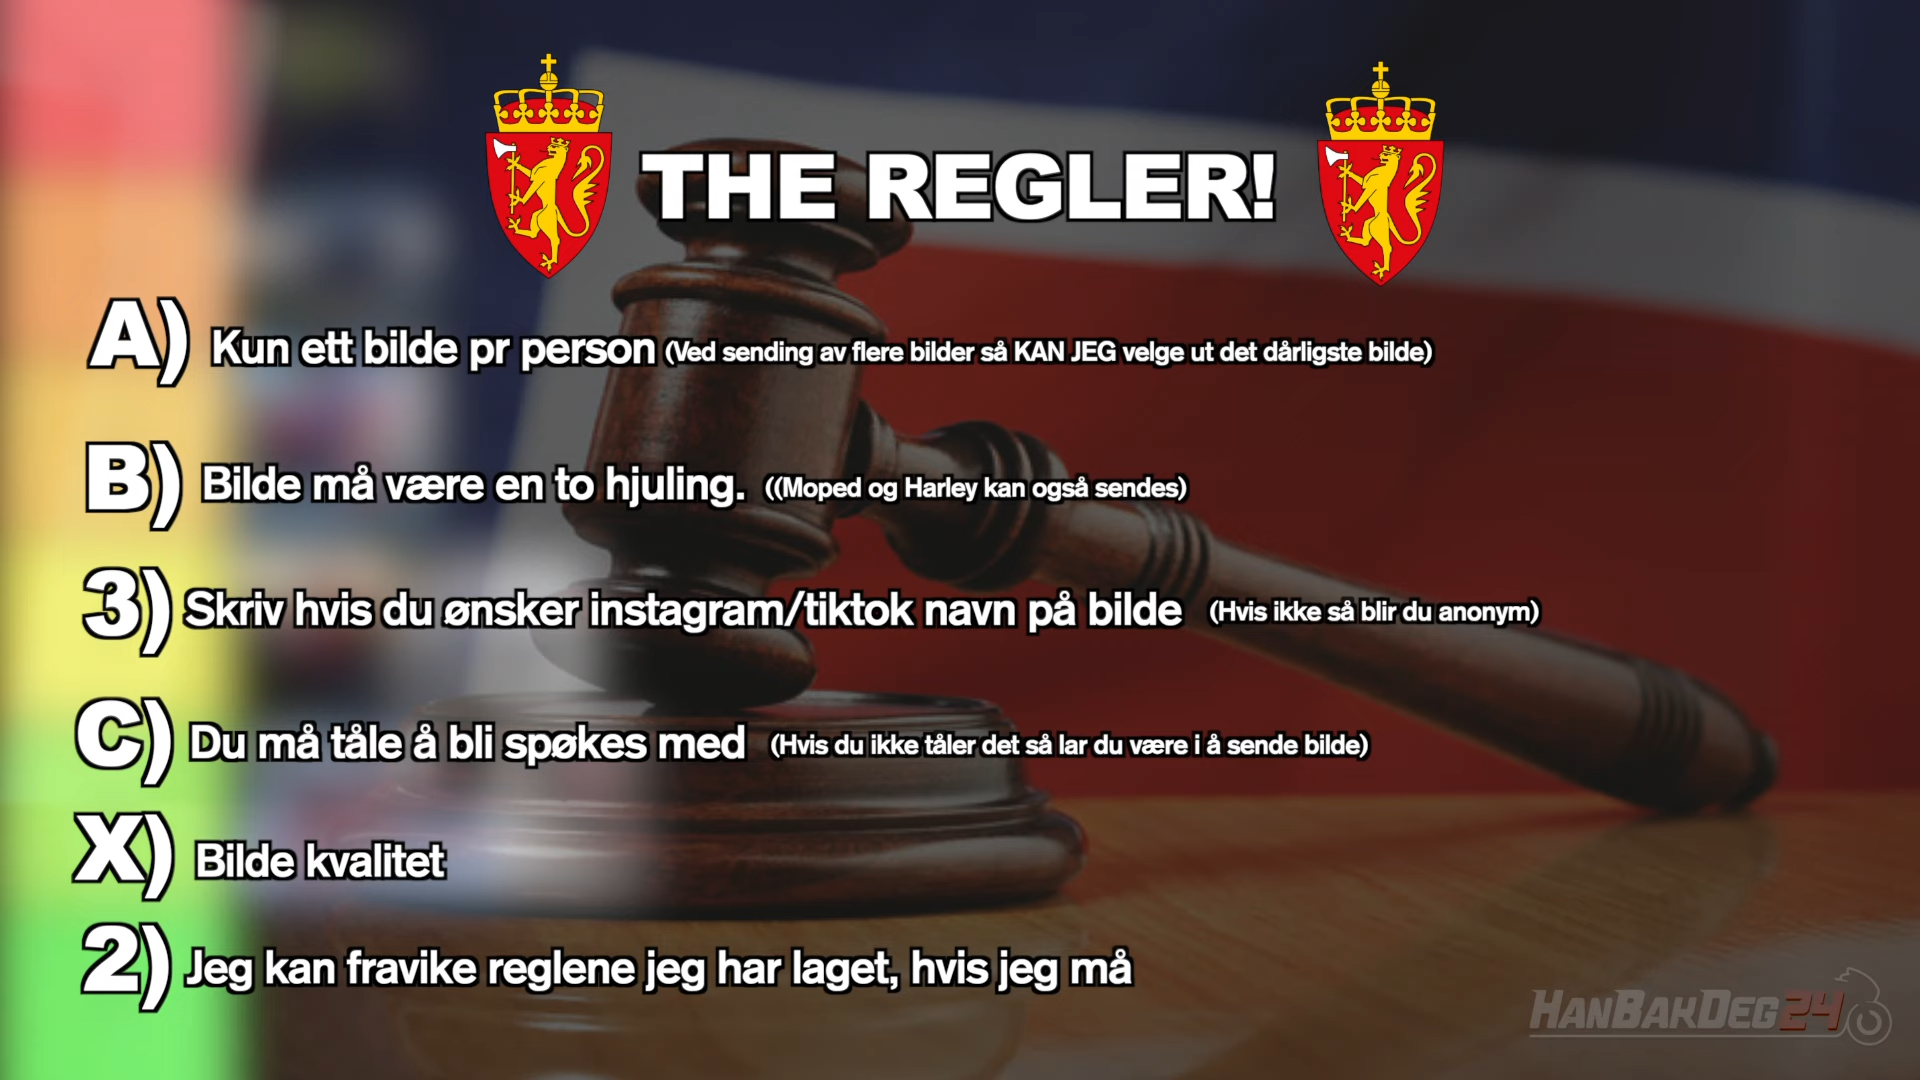 THE REGLER!
A) Kun ett bilde pr person (Ved sending av flere bilder så KAN JEG velge ut det dårligste bilde)
B) Bilde må være en to hjuling. ((Moped og Harley kan også sendes)
3) Skriv hvis du ønsker instagram/tiktok navn på bilde (Hvis ikke så blir du anonym)
C) Du må tåle å bli spøkes med (Hvis du ikke tåler det så lar du være i å sende bilde)
X) Bilde kvalitet
2) Jeg kan fravike reglene jeg har laget, hvis jeg må
HANBAKDEG24